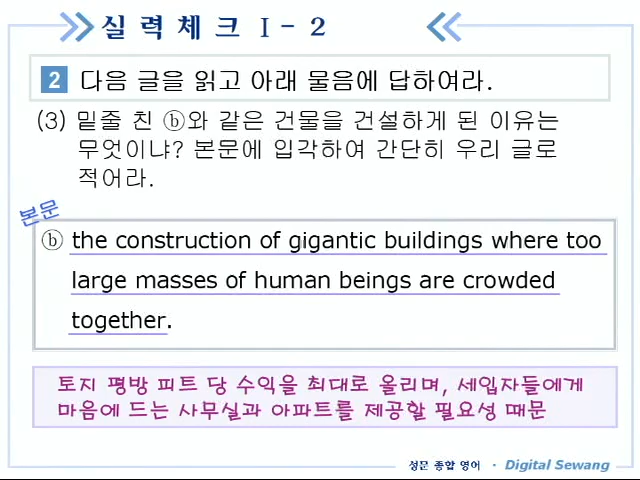 실력체크 I - 2
2 다음 글을 읽고 아래 물음에 답하여라.
(3) 밑줄 친 ⓑ와 같은 건물을 건설하게 된 이유는
무엇이냐? 본문에 입각하여 간단히 우리 글로
적어라.
본문
ⓑ the construction of gigantic buildings where too
large masses of human beings are crowded
together.
토지 평방 피트 당 수익을 최대로 올리며, 세입자들에게
마음에 드는 사무실과 아파트를 제공할 필요성 때문
성문 종합 영어 · Digital Sewang